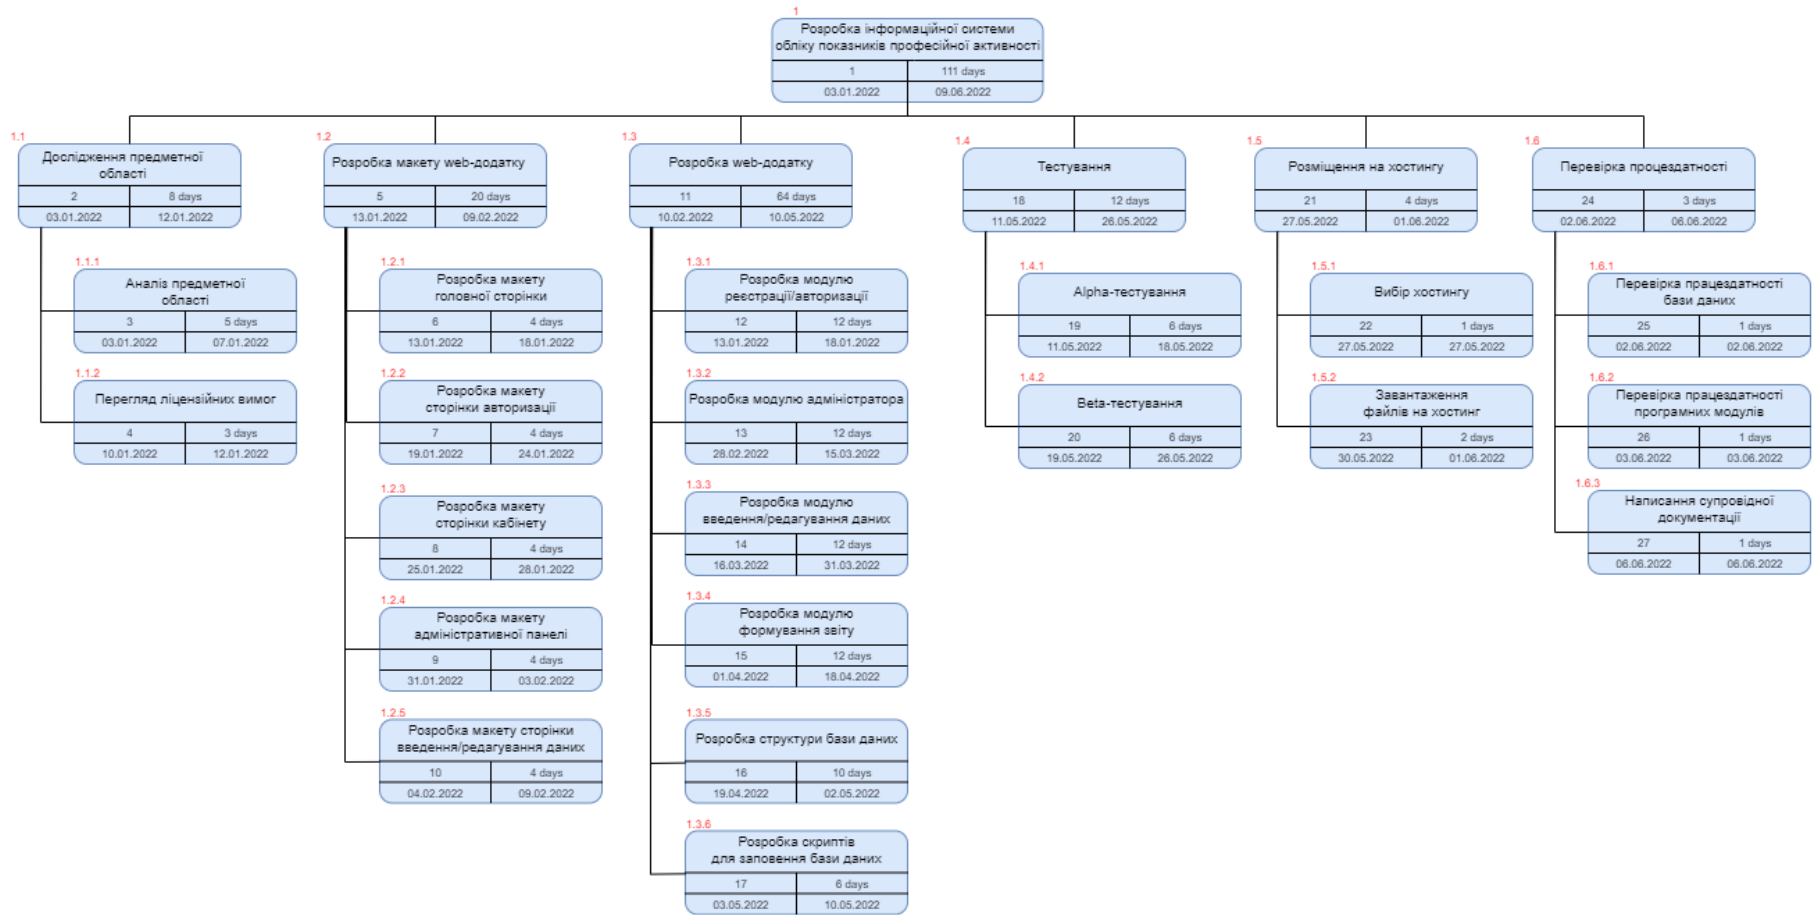 1
Розробка інформаційної системи
обліку показників професійної активності
1 111 days
03.01.2022 09.06.2022
1.1
Дослідження предметної
області
2 8 days
03.01.2022 12.01.2022
1.1.1
Аналіз предметної
області
3 5 days
03.01.2022 07.01.2022
1.1.2
Перегляд ліцензійних вимог
4 3 days
10.01.2022 12.01.2022
1.2
Розробка макету web-додатку
5 20 days
13.01.2022 09.02.2022
1.2.1
Розробка макету
головної сторінки
6 4 days
13.01.2022 18.01.2022
1.2.2
Розробка макету
сторінки авторизації
7 4 days
19.01.2022 24.01.2022
1.2.3
Розробка макету
сторінки кабінету
8 4 days
25.01.2022 28.01.2022
1.2.4
Розробка макету
адміністративної панелі
9 4 days
31.01.2022 03.02.2022
1.2.5
Розробка макету сторінки
введення/редагування даних
10 4 days
04.02.2022 09.02.2022
1.3
Розробка web-додатку
11 64 days
10.02.2022 10.05.2022
1.3.1
Розробка модулю
реєстрації/авторизації
12 12 days
13.01.2022 18.01.2022
1.3.2
Розробка модулю адміністратора
13 12 days
28.02.2022 15.03.2022
1.3.3
Розробка модулю
введення/редагування даних
14 12 days
16.03.2022 31.03.2022
1.3.4
Розробка модулю
формування звіту
15 12 days
01.04.2022 18.04.2022
1.3.5
Розробка структури бази даних
16 10 days
19.04.2022 02.05.2022
1.3.6
Розробка скриптів
для заповення бази даних
17 6 days
03.05.2022 10.05.2022
1.4
Тестування
18 12 days
11.05.2022 26.05.2022
1.4.1
Alpha-тестування
19 6 days
11.05.2022 18.05.2022
1.4.2
Beta-тестування
20 6 days
19.05.2022 26.05.2022
1.5
Розміщення на хостингу
21 4 days
27.05.2022 01.06.2022
1.5.1
Вибір хостингу
22 1 days
27.05.2022 27.05.2022
1.5.2
Завантаження
файлів на хостинг
23 2 days
30.05.2022 01.06.2022
1.6
Перевірка процездатності
24 3 days
02.06.2022 06.06.2022
1.6.1
Перевірка працездатності
бази даних
25 1 days
02.06.2022 02.06.2022
1.6.2
Перевірка працездатності
програмних модулів
26 1 days
03.06.2022 03.06.2022
1.6.3
Написання супровідної
документації
27 1 days
06.06.2022 06.06.2022